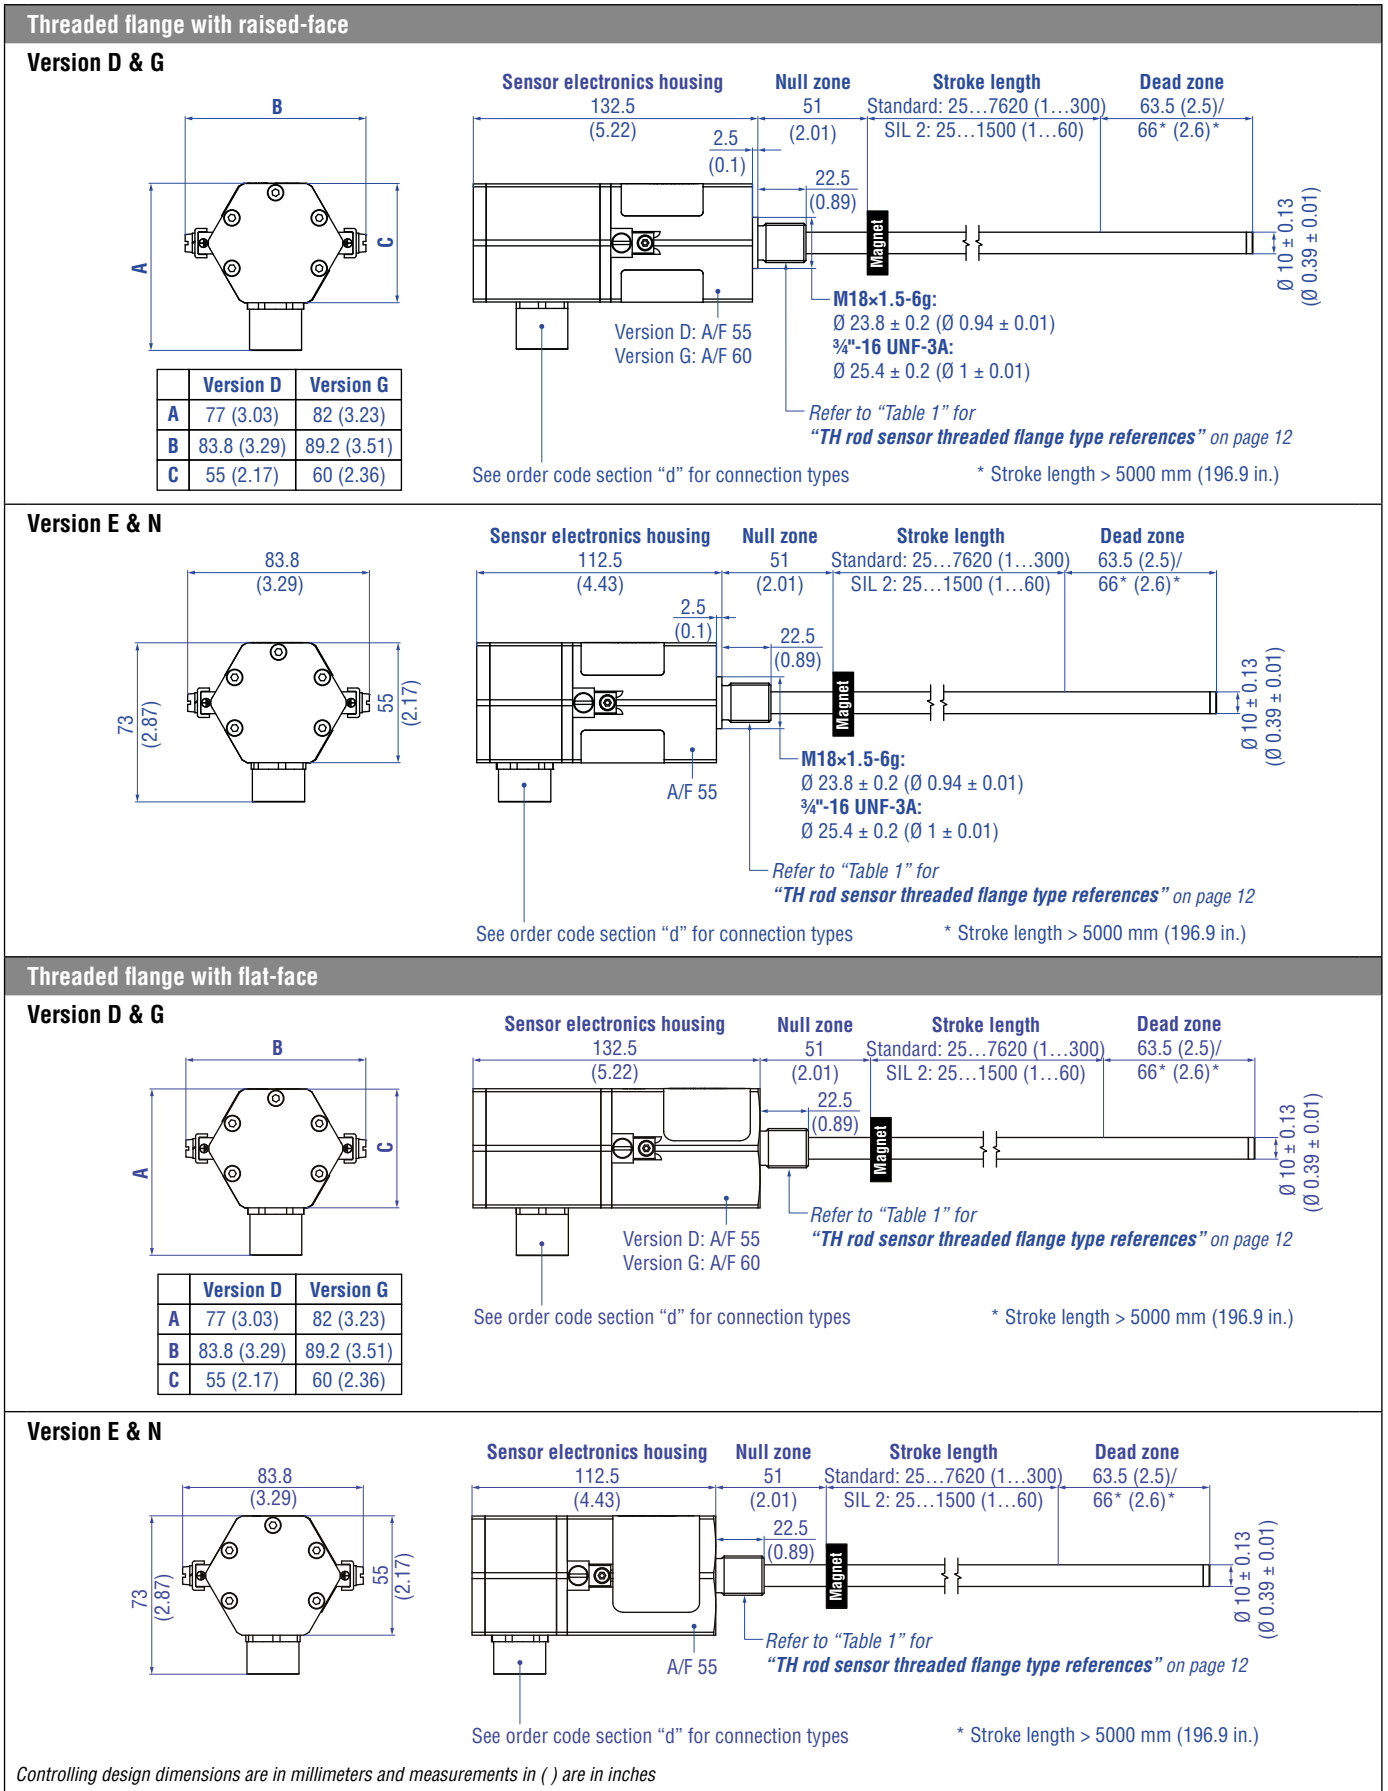 Threaded flange with raised-face
Version D & G
B
A
C
Version D Version G
A 77 (3.03) 82 (3.23)
B 83.8 (3.29) 89.2 (3.51)
C 55 (2.17) 60 (2.36)
Sensor electronics housing
132.5
(5.22)
Null zone
51
(2.01)
Stroke length
Standard: 25…7620 (1…300)
SIL 2: 25…1500 (1…60)
Dead zone
63.5 (2.5)/
66* (2.6)*
2.5
(0.1)
22.5
(0.89)
Magnet
Ø 10 ± 0.13
(Ø 0.39 ± 0.01)
M18×1.5-6g:
Ø 23.8 ± 0.2 (Ø 0.94 ± 0.01)
¾"-16 UNF-3A:
Ø 25.4 ± 0.2 (Ø 1 ± 0.01)
Version D: A/F 55
Version G: A/F 60
Refer to “Table 1” for
“TH rod sensor threaded flange type references” on page 12
See order code section “d” for connection types
* Stroke length > 5000 mm (196.9 in.)
Version E & N
83.8
(3.29)
73
(2.87)
55
(2.17)
Sensor electronics housing
112.5
(4.43)
Null zone
51
(2.01)
Stroke length
Standard: 25…7620 (1…300)
SIL 2: 25…1500 (1…60)
Dead zone
63.5 (2.5)/
66* (2.6)*
2.5
(0.1)
22.5
(0.89)
Magnet
Ø 10 ± 0.13
(Ø 0.39 ± 0.01)
M18×1.5-6g:
Ø 23.8 ± 0.2 (Ø 0.94 ± 0.01)
¾"-16 UNF-3A:
Ø 25.4 ± 0.2 (Ø 1 ± 0.01)
A/F 55
Refer to “Table 1” for
“TH rod sensor threaded flange type references” on page 12
See order code section “d” for connection types
* Stroke length > 5000 mm (196.9 in.)
Threaded flange with flat-face
Version D & G
B
A
C
Version D Version G
A 77 (3.03) 82 (3.23)
B 83.8 (3.29) 89.2 (3.51)
C 55 (2.17) 60 (2.36)
Sensor electronics housing
132.5
(5.22)
Null zone
51
(2.01)
Stroke length
Standard: 25…7620 (1…300)
SIL 2: 25…1500 (1…60)
Dead zone
63.5 (2.5)/
66* (2.6)*
22.5
(0.89)
Magnet
Ø 10 ± 0.13
(Ø 0.39 ± 0.01)
Version D: A/F 55
Version G: A/F 60
Refer to “Table 1” for
“TH rod sensor threaded flange type references” on page 12
See order code section “d” for connection types
* Stroke length > 5000 mm (196.9 in.)
Version E & N
83.8
(3.29)
73
(2.87)
55
(2.17)
Sensor electronics housing
112.5
(4.43)
Null zone
51
(2.01)
Stroke length
Standard: 25…7620 (1…300)
SIL 2: 25…1500 (1…60)
Dead zone
63.5 (2.5)/
66* (2.6)*
22.5
(0.89)
Magnet
Ø 10 ± 0.13
(Ø 0.39 ± 0.01)
A/F 55
Refer to “Table 1” for
“TH rod sensor threaded flange type references” on page 12
See order code section “d” for connection types
* Stroke length > 5000 mm (196.9 in.)
Controlling design dimensions are in millimeters and measurements in ( ) are in inches